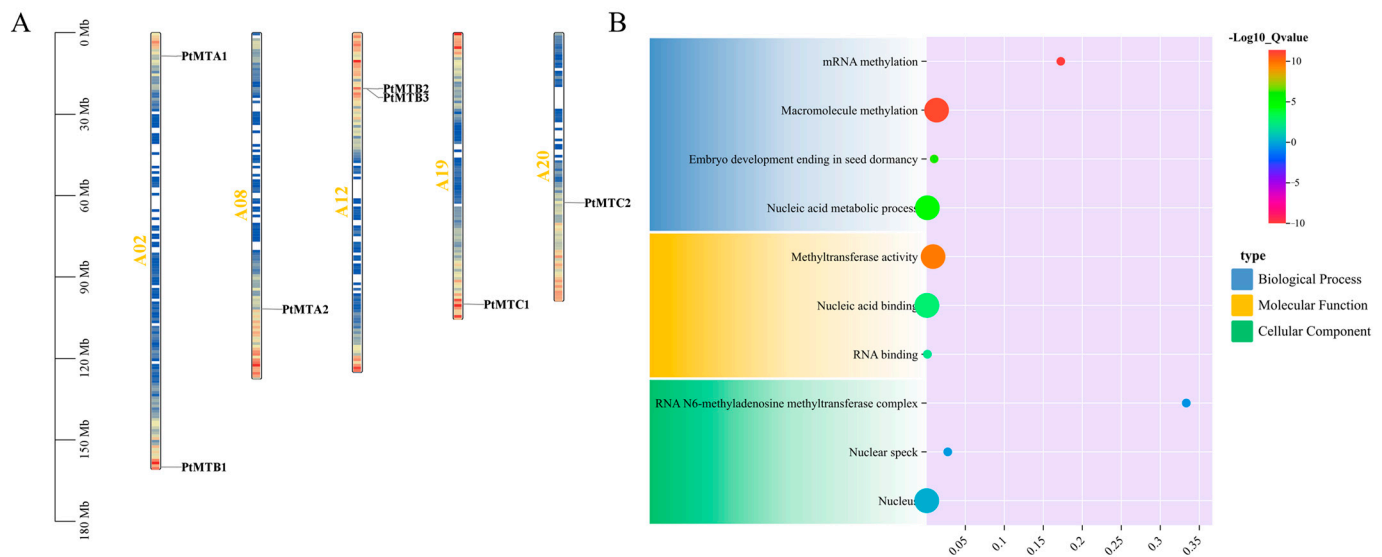 A
0 Mb
30 Mb
60 Mb
90 Mb
120 Mb
150 Mb
180 Mb
A02
PtMTA1
PtMTB1
A08
PtMTA2
A12
PtMTB2
PtMTB3
A19
PtMTC1
A20
PtMTC2
B
mRNA methylation
Macromolecule methylation
Embryo development ending in seed dormancy
Nucleic acid metabolic process
Methyltransferase activity
Nucleic acid binding
RNA binding
RNA N6-methyladenosine methyltransferase complex
Nuclear speck
Nucleus
0.05
0.1
0.15
0.2
0.25
0.3
0.35
-Log10_Qvalue
10
5
-0
-5
-10
type
Biological Process
Molecular Function
Cellular Component